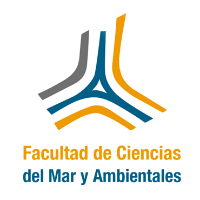 Facultad de Ciencias
del Mar y Ambientales